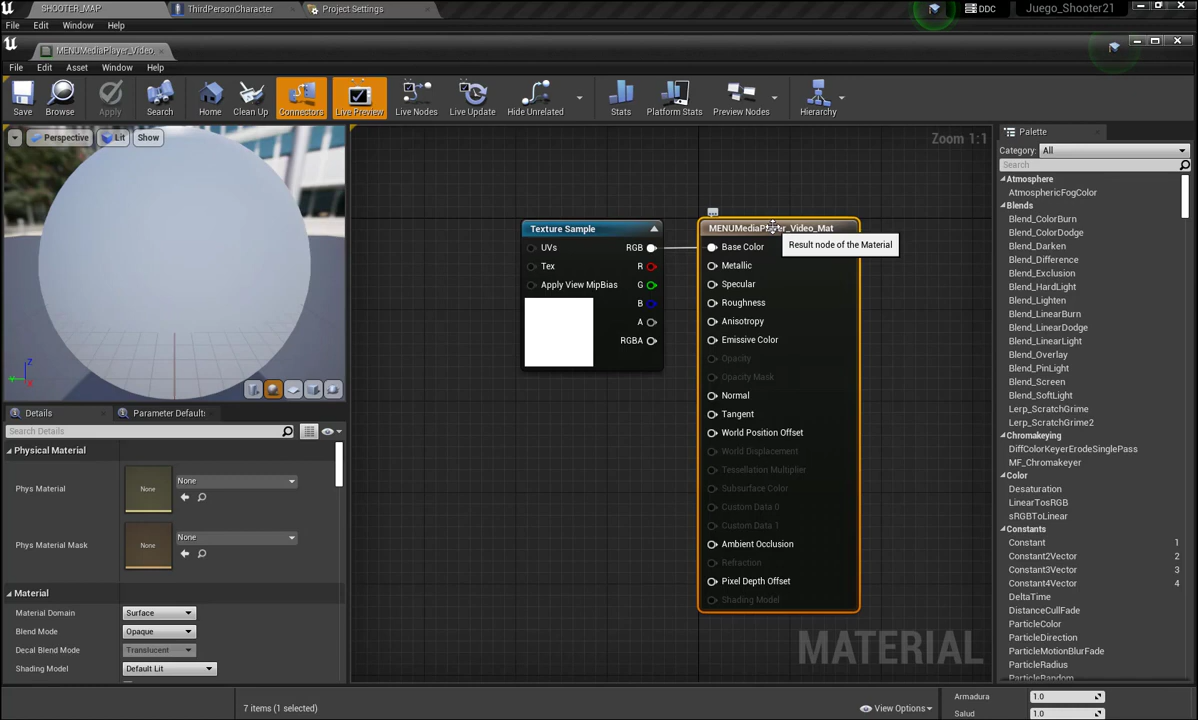 SHOOTER_MAP
ThirdPersonCharacter
Project Settings
DDC
Juego_Shooter21
File Edit Window Help
MENUMediaPlayer_Video_
File Edit Asset Window Help
Save Browse Apply Search Home Clean Up Connectors Live Preview Live Nodes Live Update Hide Unrelated Stats Platform Stats Preview Nodes Hierarchy
Perspective Lit Show
Zoom 1:1
Z
Y
X
Texture Sample
UVs RGB
Tex R
Apply View MipBias G
B
A
RGBA
MENUMediaPlayer_Video_Mat
Result node of the Material
Base Color
Metallic
Specular
Roughness
Anisotropy
Emissive Color
Opacity
Opacity Mask
Normal
Tangent
World Position Offset
World Displacement
Tessellation Multiplier
Subsurface Color
Custom Data 0
Custom Data 1
Ambient Occlusion
Refraction
Pixel Depth Offset
Shading Model
MATERIAL
Details
Parameter Default
Search Details
Physical Material
Phys Material None None
Phys Material Mask None None
Material
Material Domain Surface
Blend Mode Opaque
Decal Blend Mode Translucent
Shading Model Default Lit
Palette
Category: All
Search
Atmosphere
AtmosphericFogColor
Blends
Blend_ColorBurn
Blend_ColorDodge
Blend_Darken
Blend_Difference
Blend_Exclusion
Blend_HardLight
Blend_Lighten
Blend_LinearBurn
Blend_LinearDodge
Blend_LinearLight
Blend_Overlay
Blend_PinLight
Blend_Screen
Blend_SoftLight
Lerp_ScratchGrime
Lerp_ScratchGrime2
Chromakeying
DiffColorKeyerErodeSinglePass
MF_Chromakeyer
Color
Desaturation
LinearTosRGB
sRGBToLinear
Constants
Constant 1
Constant2Vector 2
Constant3Vector 3
Constant4Vector 4
DeltaTime
DistanceCullFade
ParticleColor
ParticleDirection
ParticleMotionBlurFade
ParticleRadius
ParticleRandom
7 items (1 selected)
View Options
Armadura 1.0
Salud 1.0